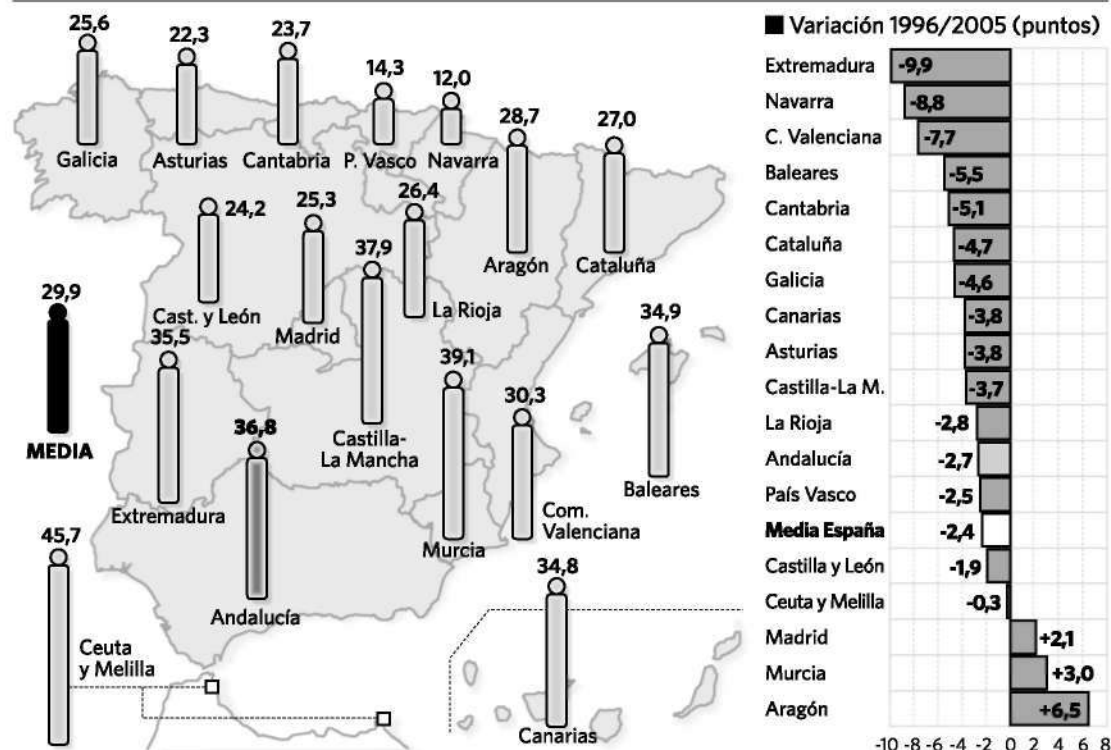 25,6
Galicia
22,3
Asturias
23,7
Cantabria
14,3
P. Vasco
12,0
Navarra
28,7
Aragón
27,0
Cataluña
24,2
Cast. y León
25,3
Madrid
26,4
La Rioja
37,9
Castilla-
La Mancha
29,9
MEDIA
35,5
Extremadura
36,8
Andalucía
39,1
Murcia
30,3
Com.
Valenciana
34,9
Baleares
45,7
Ceuta
y Melilla
34,8
Canarias
Variación 1996/2005 (puntos)
Extremadura -9,9
Navarra -8,8
C. Valenciana -7,7
Baleares -5,5
Cantabria -5,1
Cataluña -4,7
Galicia -4,6
Canarias -3,8
Asturias -3,8
Castilla-La M. -3,7
La Rioja -2,8
Andalucía -2,7
País Vasco -2,5
Media España -2,4
Castilla y León -1,9
Ceuta y Melilla -0,3
Madrid +2,1
Murcia +3,0
Aragón +6,5
-10 -8 -6 -4 -2 0 2 4 6 8